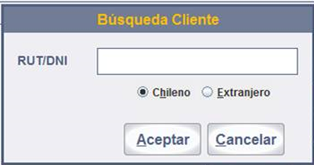 Búsqueda Cliente
RUT/DNI
Chileno Extranjero
Aceptar Cancelar